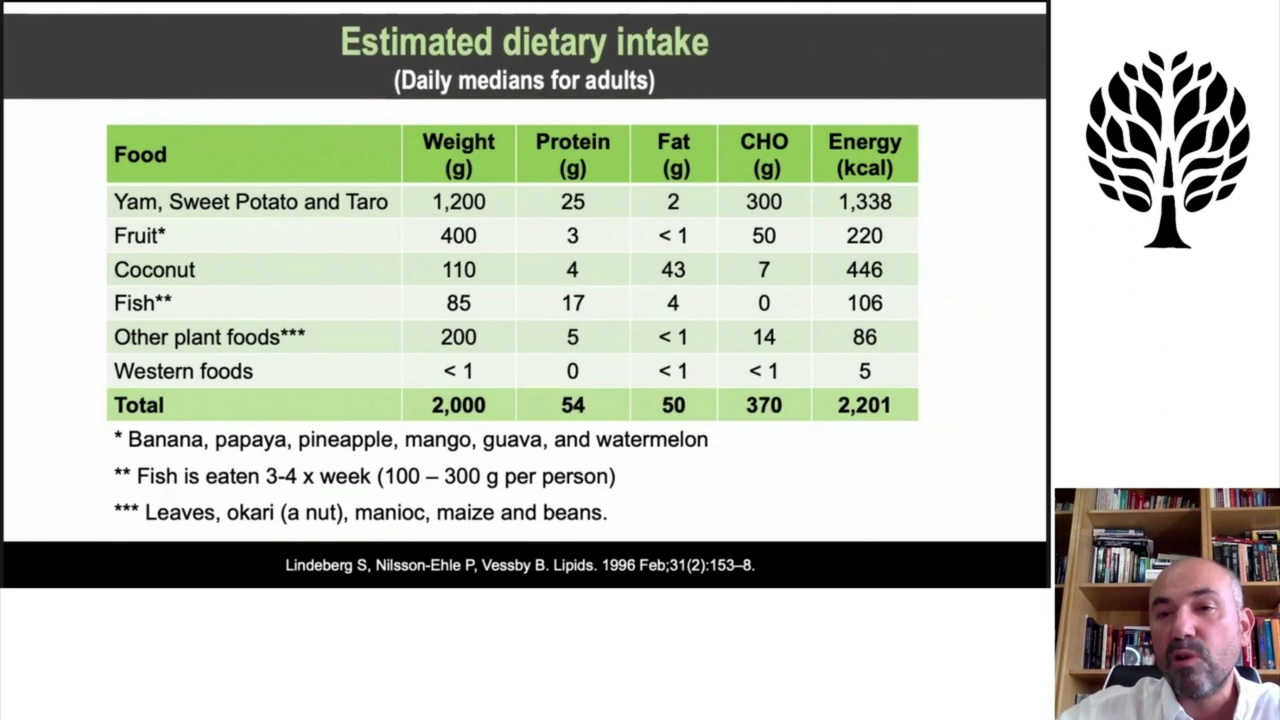 Estimated dietary intake
(Daily medians for adults)
Food Weight (g) Protein (g) Fat (g) CHO (g) Energy (kcal)
Yam, Sweet Potato and Taro 1,200 25 2 300 1,338
Fruit* 400 3 < 1 50 220
Coconut 110 4 43 7 446
Fish** 85 17 4 0 106
Other plant foods*** 200 5 < 1 14 86
Western foods < 1 0 < 1 < 1 5
Total 2,000 54 50 370 2,201
* Banana, papaya, pineapple, mango, guava, and watermelon
** Fish is eaten 3-4 x week (100 – 300 g per person)
*** Leaves, okari (a nut), manioc, maize and beans.
Lindeberg S, Nilsson-Ehle P, Vessby B. Lipids. 1996 Feb;31(2):153–8.